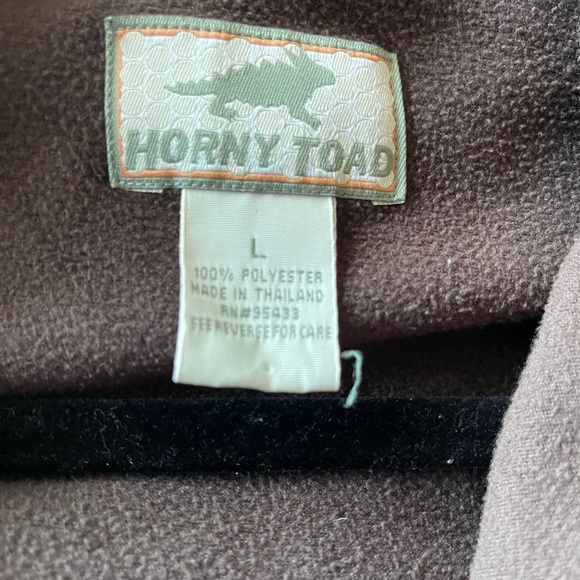 HORNY TOAD
L
100% POLYESTER
MADE IN THAILAND
RN#95433
SEE REVERSE FOR CARE